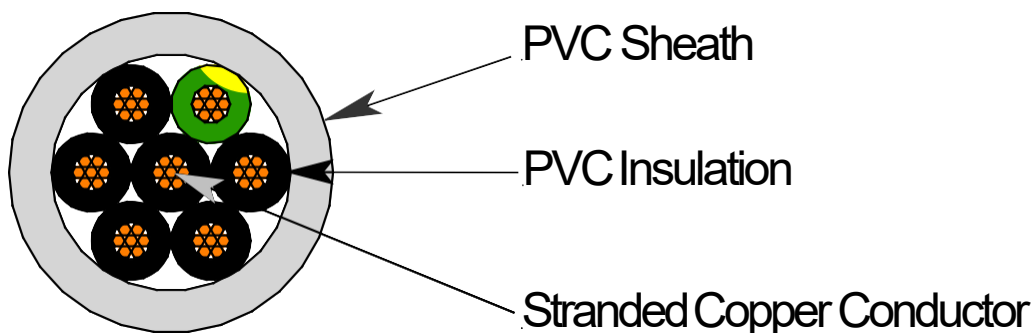 PVC Sheath
PVC Insulation
Stranded Copper Conductor